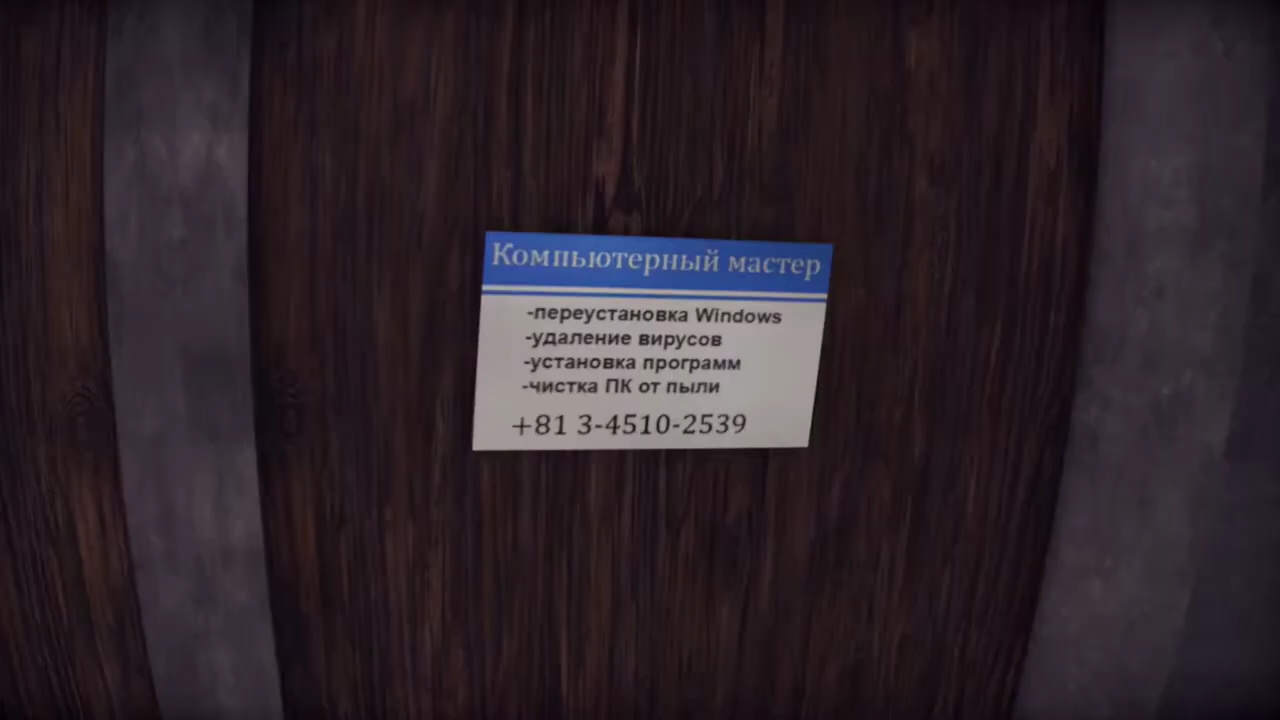 Компьютерный мастер
-переустановка Windows
-удаление вирусов
-установка программ
-чистка ПК от пыли
+81 3-4510-2539